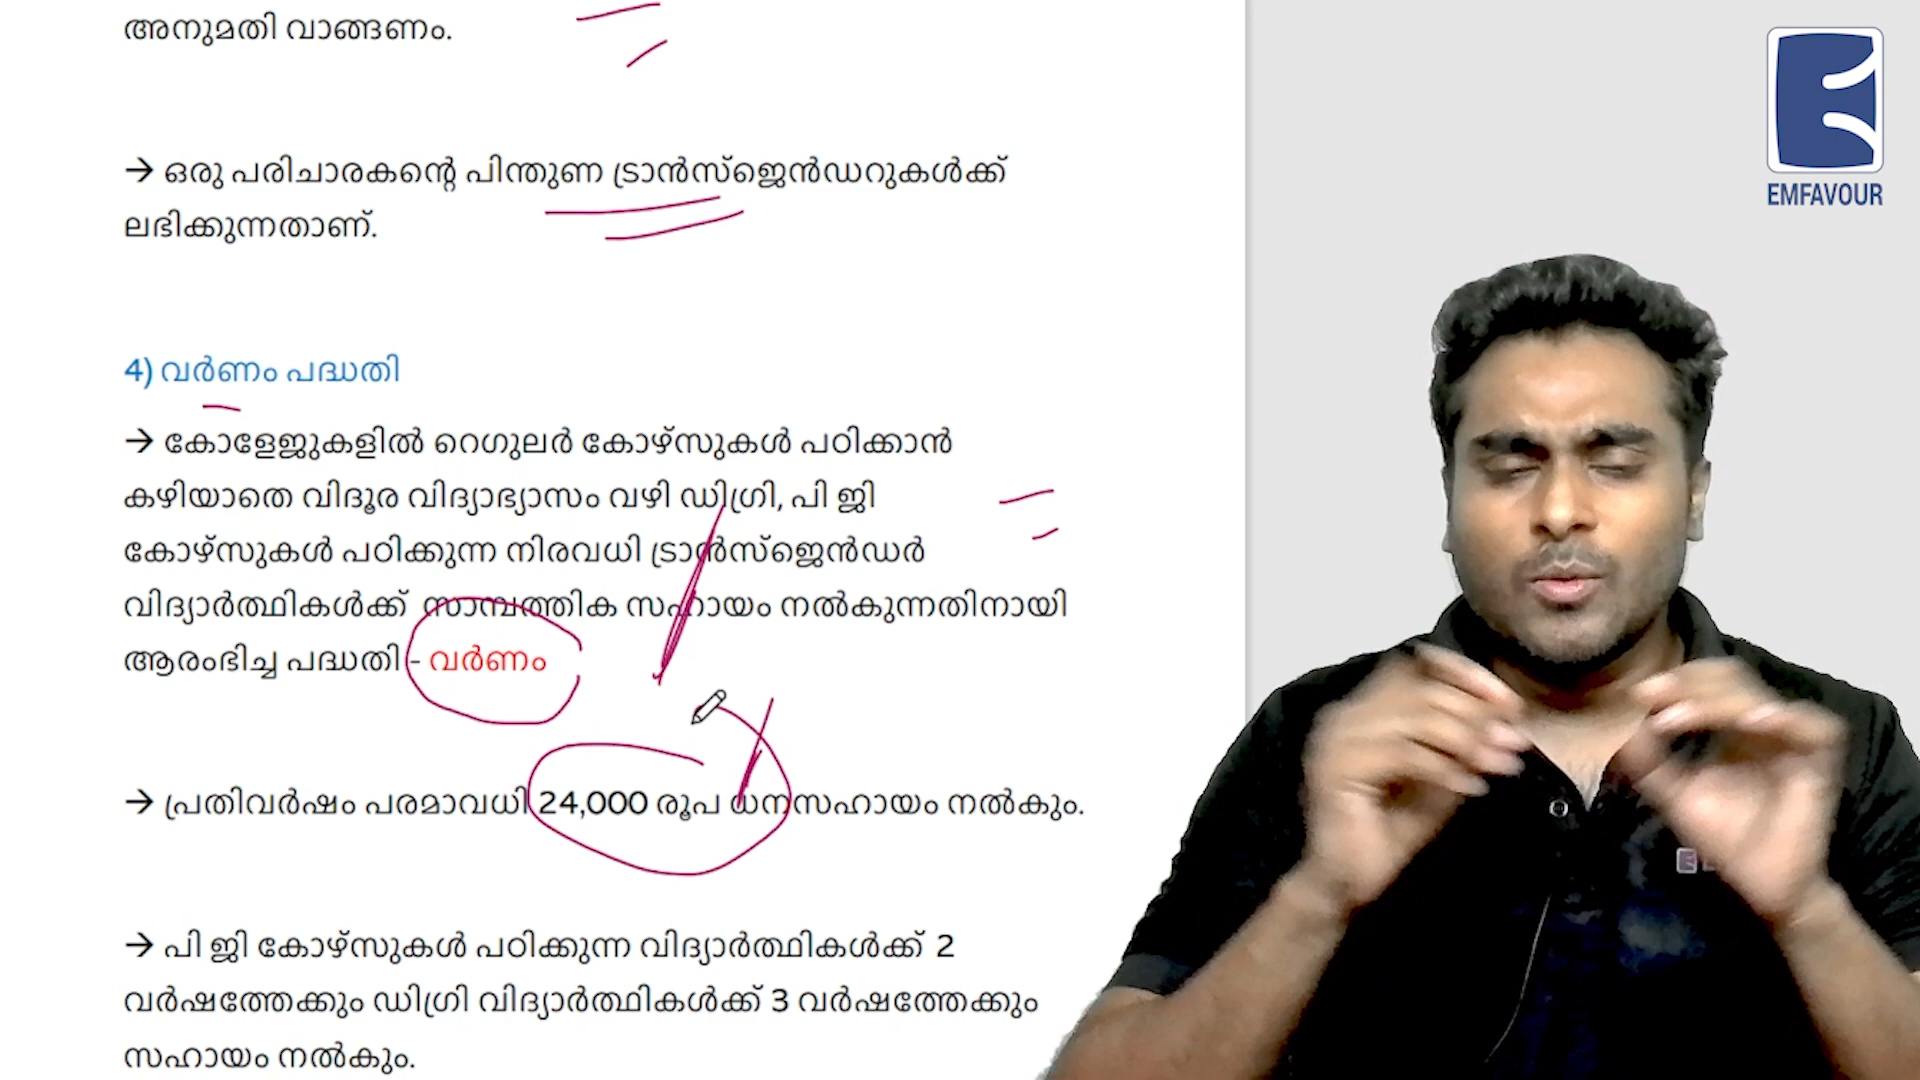 അനുമതി വാങ്ങണം.
→ ഒരു പരിചാരകന്റെ പിന്തുണ ട്രാൻസ്ജെൻഡറുകൾക്ക്
ലഭിക്കുന്നതാണ്.
4) വർണം പദ്ധതി
→ കോളേജുകളിൽ റെഗുലർ കോഴ്സുകൾ പഠിക്കാൻ
കഴിയാതെ വിദൂര വിദ്യാഭ്യാസം വഴി ഡിഗ്രി, പി ജി
കോഴ്സുകൾ പഠിക്കുന്ന നിരവധി ട്രാൻസ്ജെൻഡർ
വിദ്യാർത്ഥികൾക്ക് സാമ്പത്തിക സഹായം നൽകുന്നതിനായി
ആരംഭിച്ച പദ്ധതി - വർണം
→ പ്രതിവർഷം പരമാവധി 24,000 രൂപ ധനസഹായം നൽകും.
→ പി ജി കോഴ്സുകൾ പഠിക്കുന്ന വിദ്യാർത്ഥികൾക്ക് 2
വർഷത്തേക്കും ഡിഗ്രി വിദ്യാർത്ഥികൾക്ക് 3 വർഷത്തേക്കും
സഹായം നൽകും.
EMFAVOUR